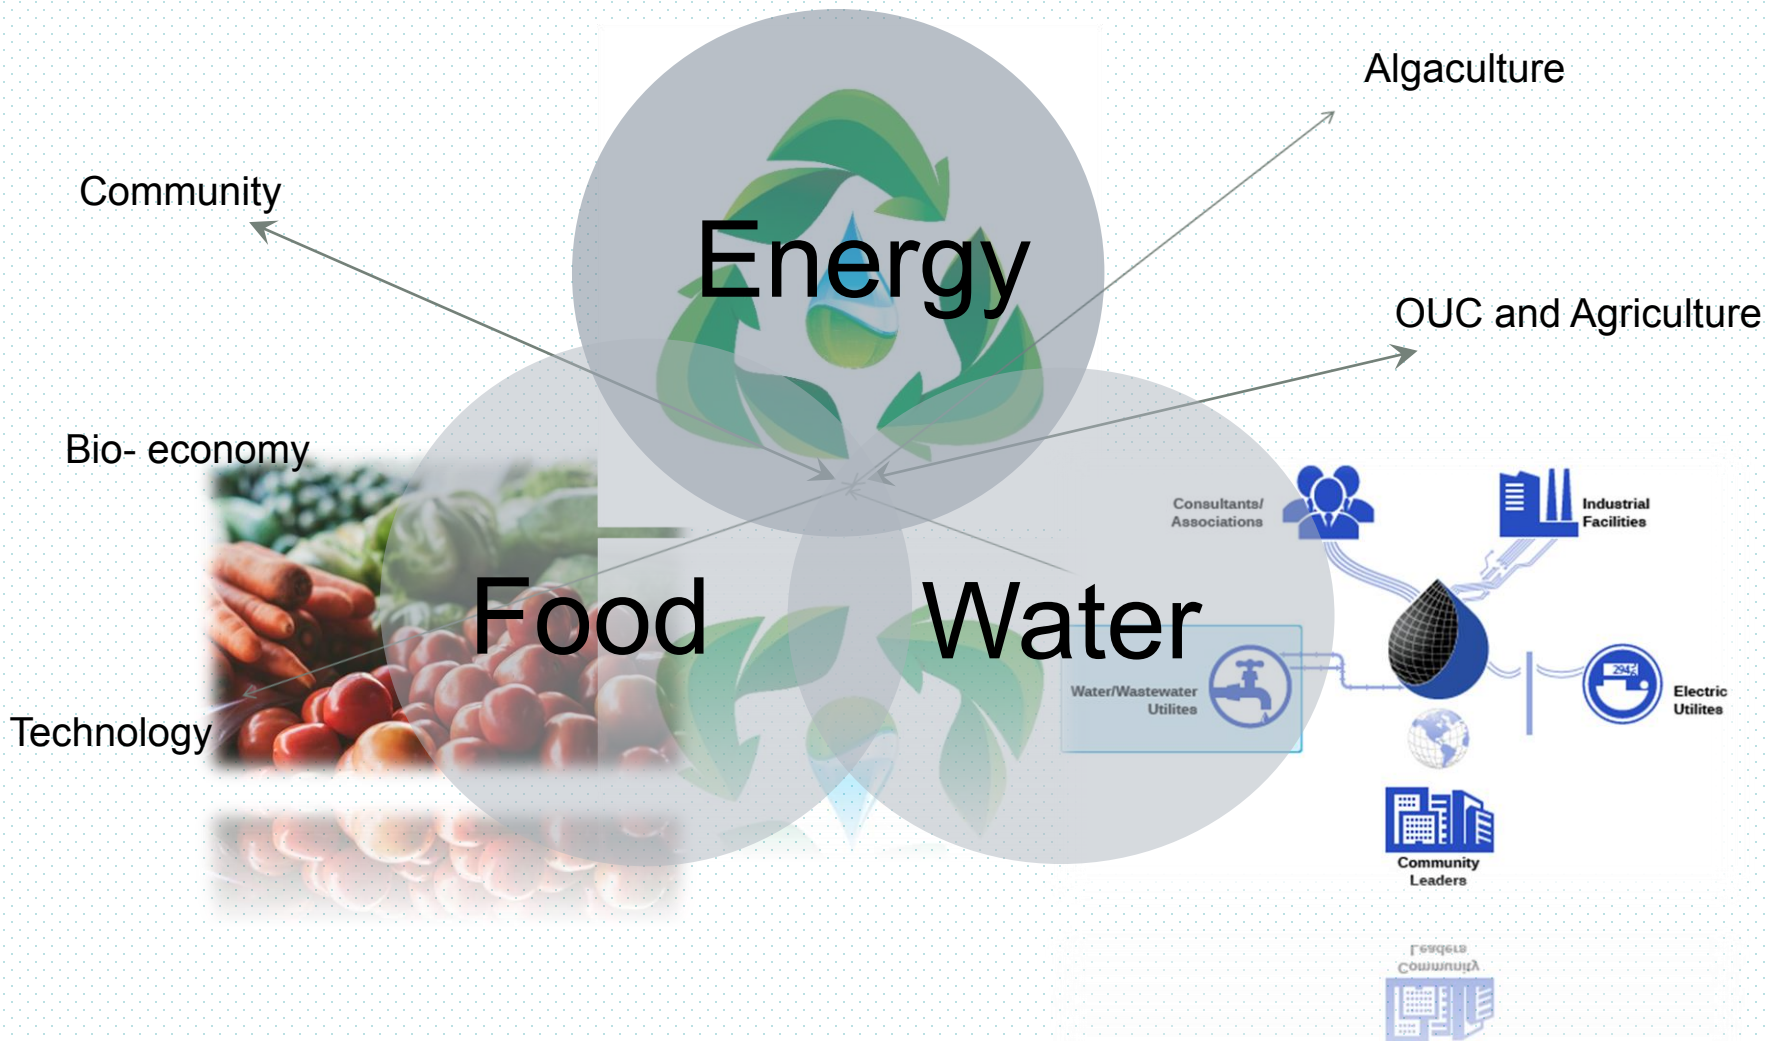 Algaculture
Community
Energy
OUC and Agriculture
Bio- economy
Consultants/
Associations
Industrial
Facilities
Food
Water
Water/Wastewater
Utilites
294
Electric
Utilites
Technology
Community
Leaders
Leaders
Community